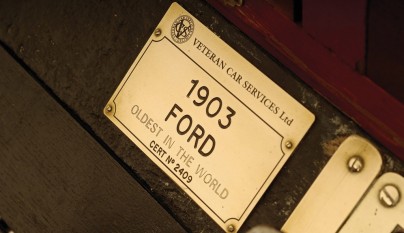 VETERAN CAR SERVICES Ltd
1903
FORD
OLDEST IN THE WORLD
CERT Nº 2409